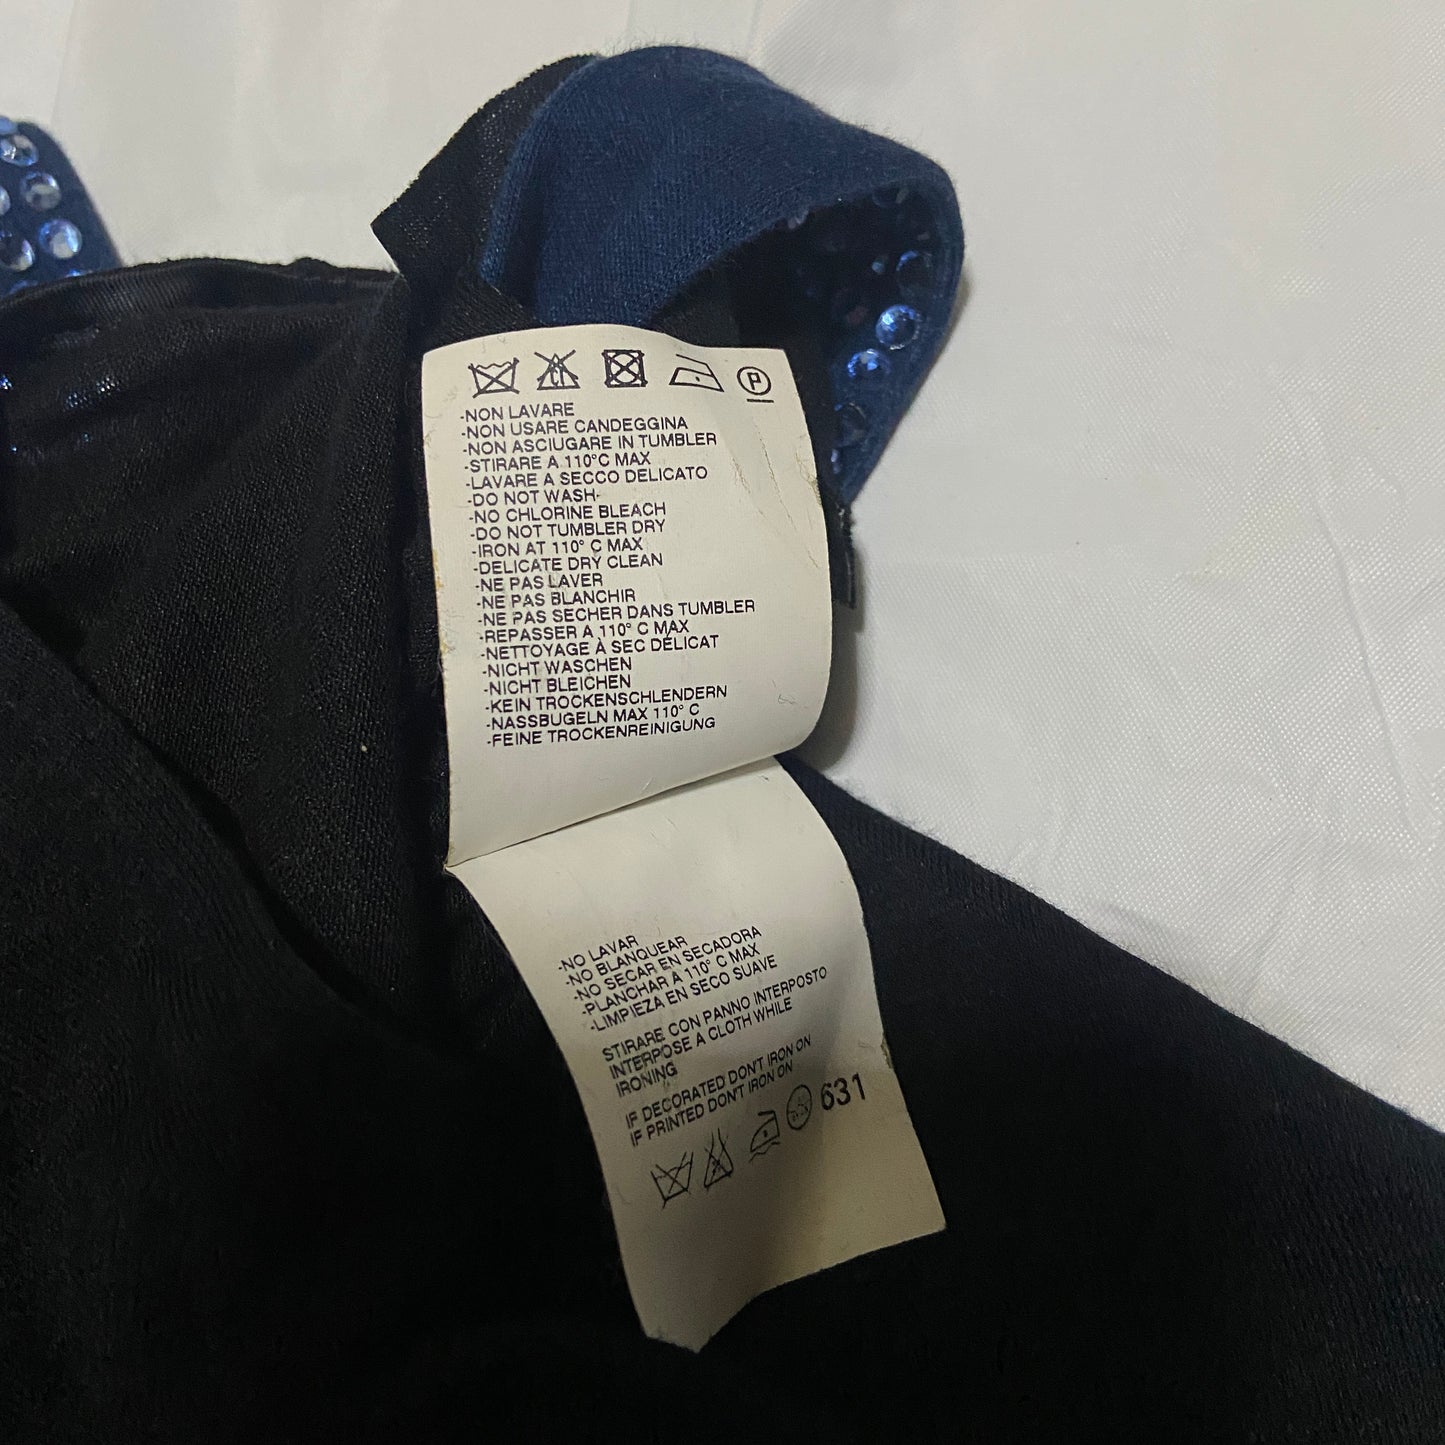 P
-NON LAVARE
-NON USARE CANDEGGINA
-NON ASCIUGARE IN TUMBLER
-STIRARE A 110°C MAX
-LAVARE A SECCO DELICATO
-DO NOT WASH-
-NO CHLORINE BLEACH
-DO NOT TUMBLER DRY
-IRON AT 110° C MAX
-DELICATE DRY CLEAN
-NE PAS LAVER
-NE PAS BLANCHIR
-NE PAS SECHER DANS TUMBLER
-REPASSER A 110° C MAX
-NETTOYAGE À SEC DÉLICAT
-NICHT WASCHEN
-NICHT BLEICHEN
-KEIN TROCKENSCHLENDERN
-NASSBUGELN MAX 110° C
-FEINE TROCKENREINIGUNG
-NO LAVAR
-NO BLANQUEAR
-NO SECAR EN SECADORA
-PLANCHAR A 110° C MAX
-LIMPIEZA EN SECO SUAVE
STIRARE CON PANNO INTERPOSTO
INTERPOSE A CLOTH WHILE
IRONING
IF DECORATED DON'T IRON ON
IF PRINTED DON'T IRON ON
631